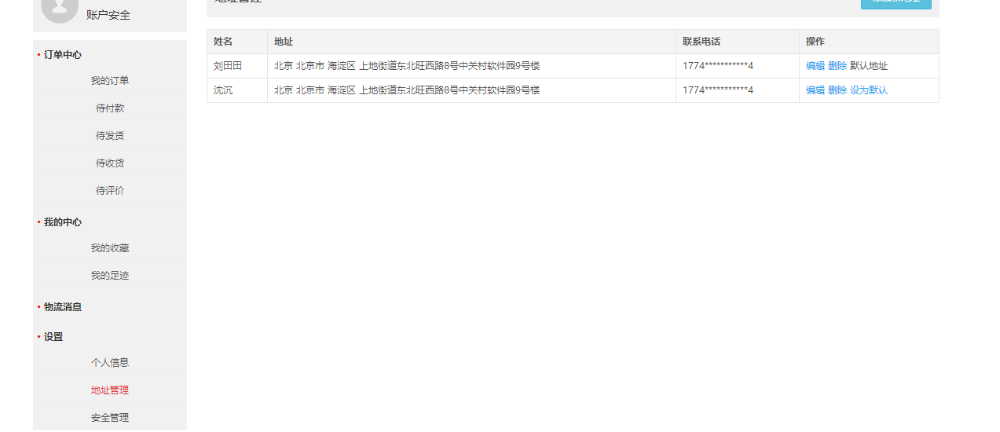 账户安全
• 订单中心
我的订单
待付款
待发货
待收货
待评价
• 我的中心
我的收藏
我的足迹
• 物流消息
• 设置
个人信息
地址管理
安全管理
地址管理
姓名 地址 联系电话 操作
刘田田 北京 北京市 海淀区 上地街道东北旺西路8号中关村软件园9号楼 1774***********4 编辑 删除 默认地址
沈沉 北京 北京市 海淀区 上地街道东北旺西路8号中关村软件园9号楼 1774***********4 编辑 删除 设为默认